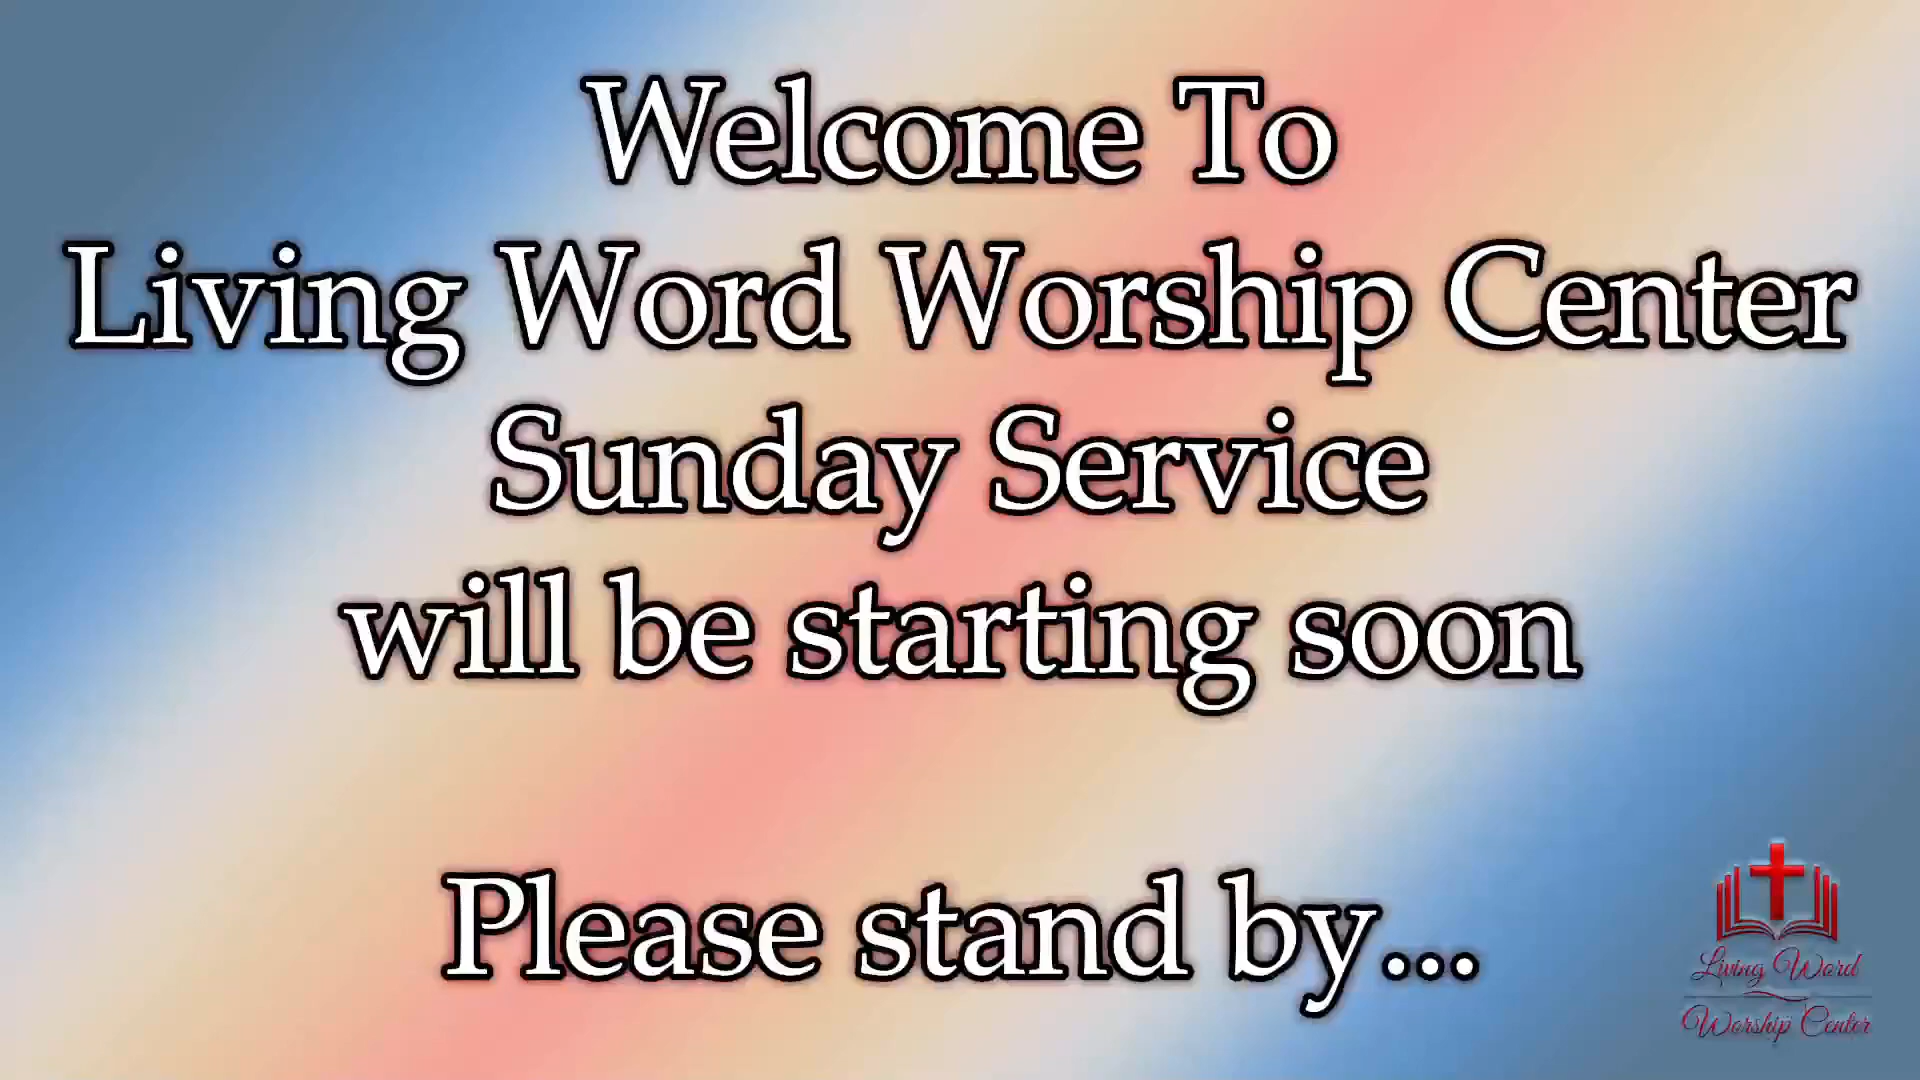 Welcome To
Living Word Worship Center
Sunday Service
will be starting soon
Please stand by...
Living Word
Worship Center